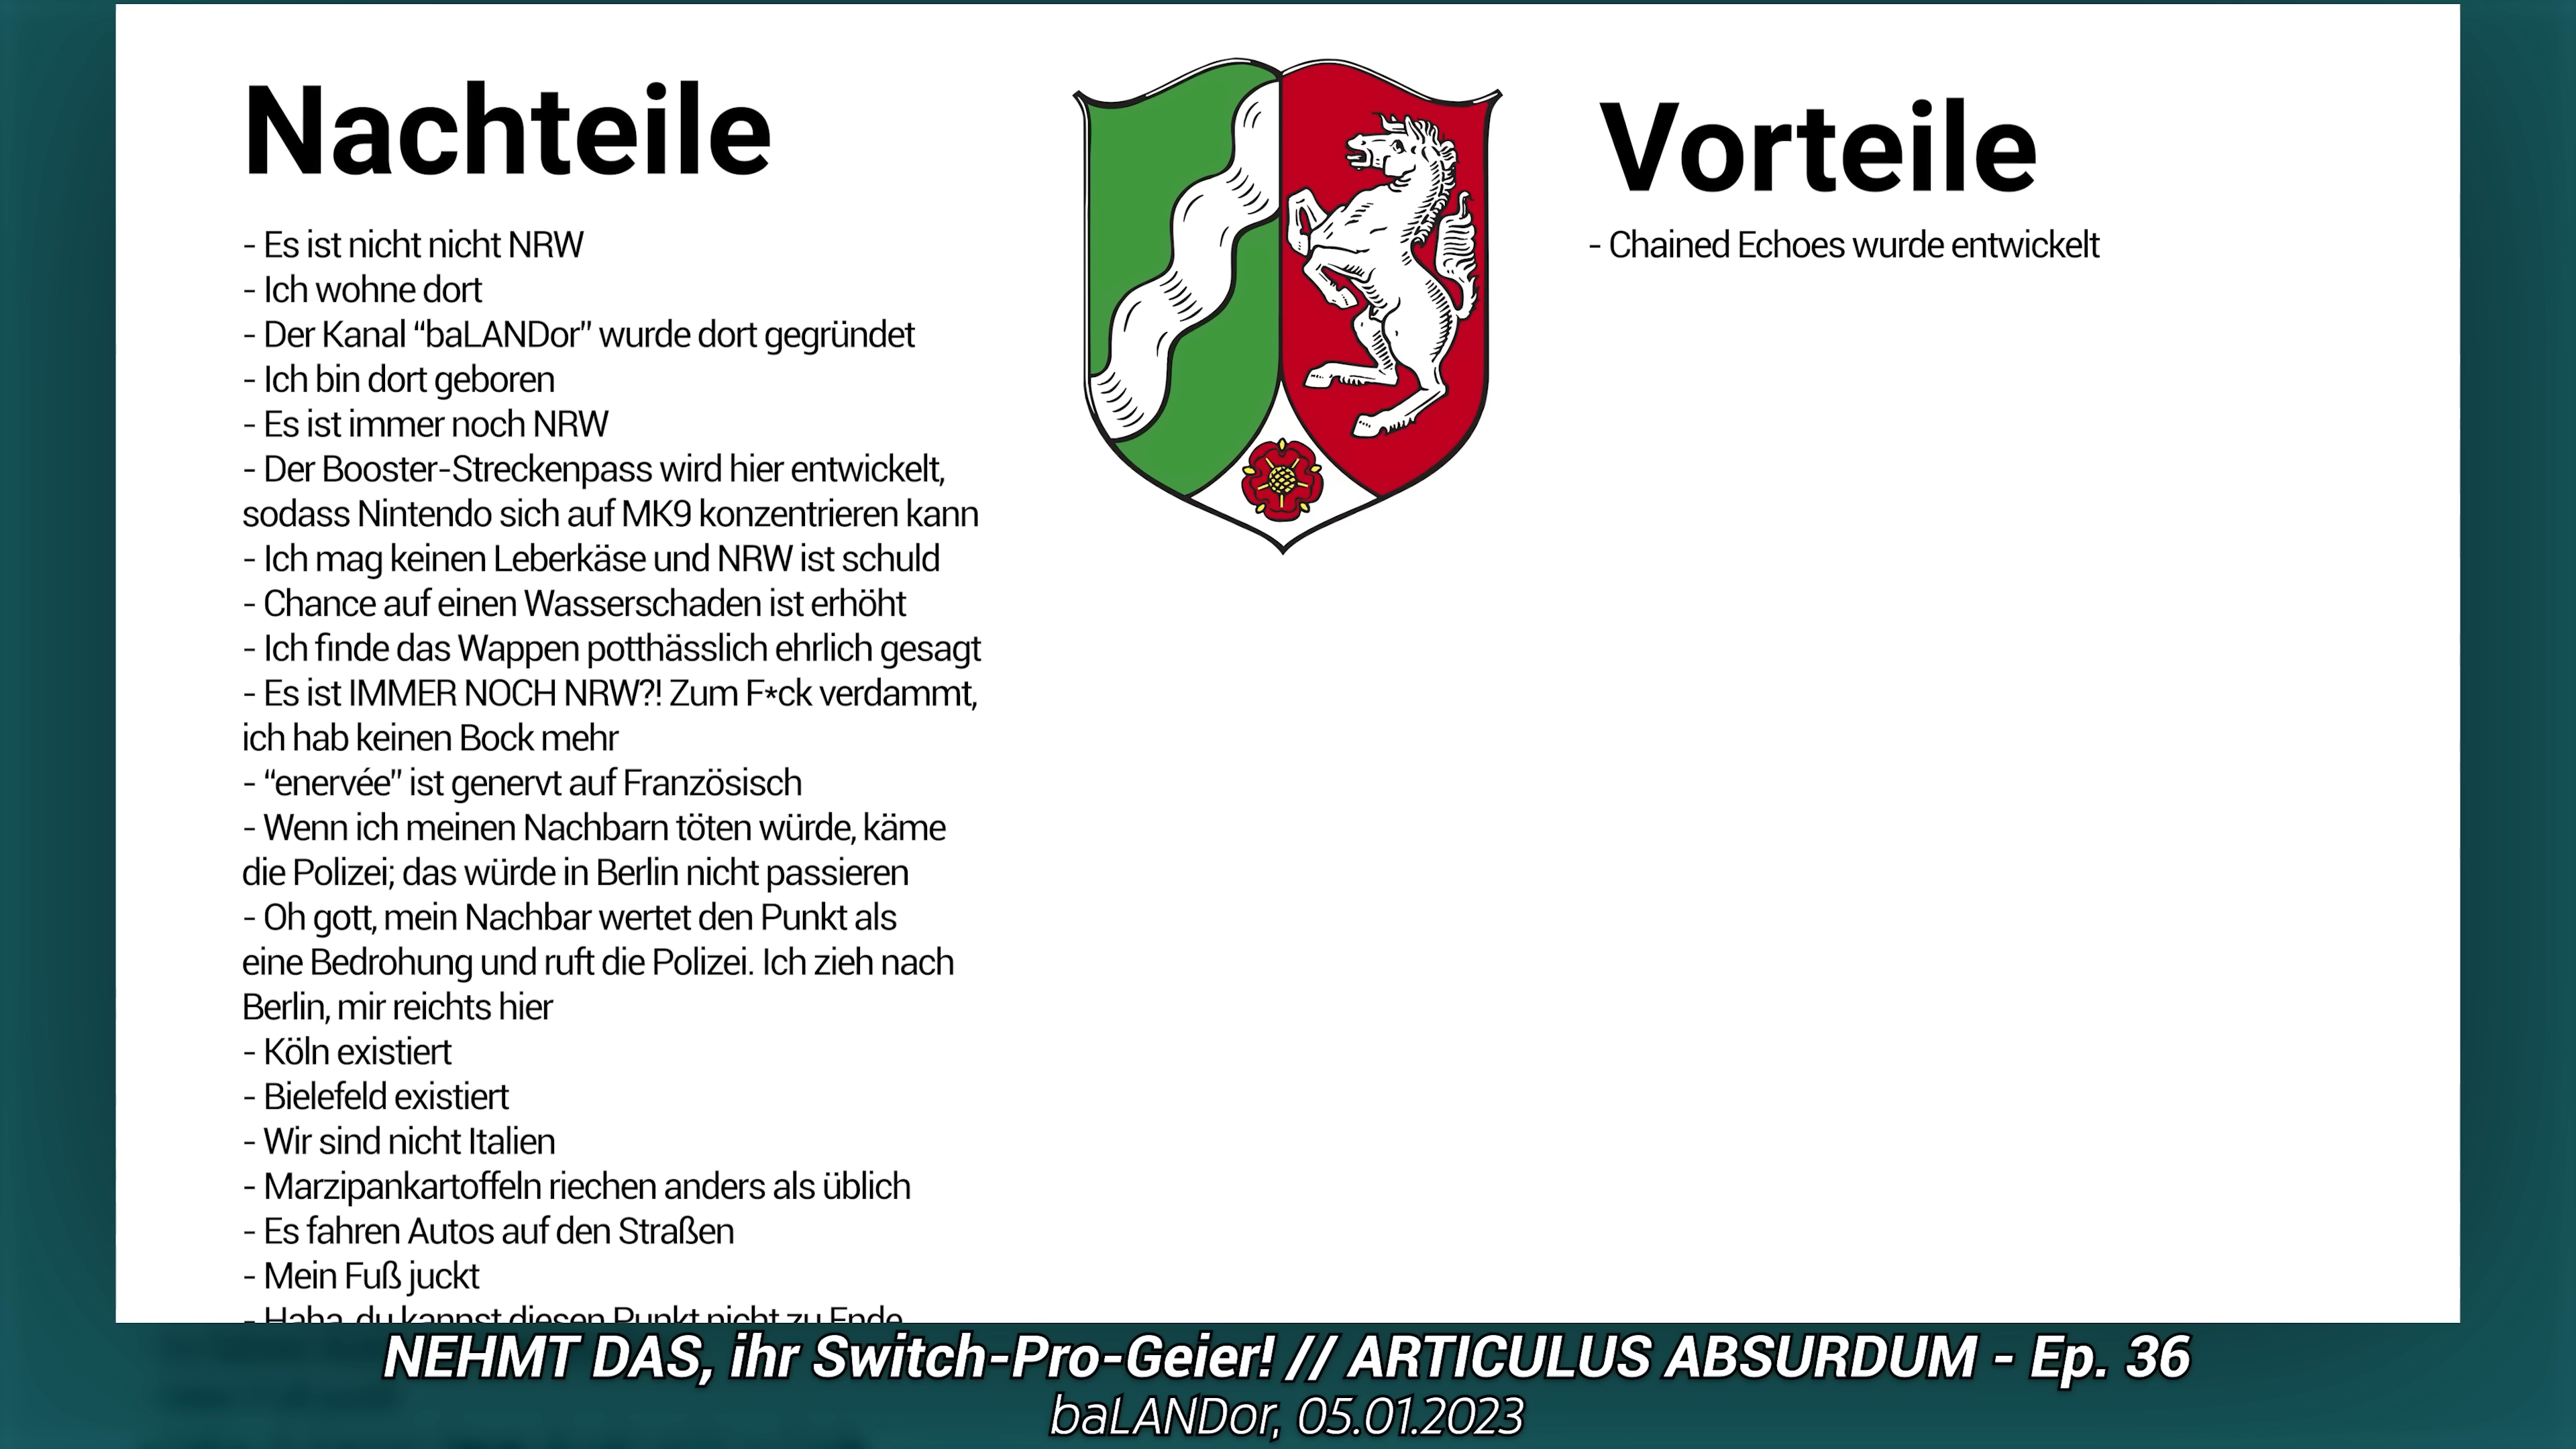 Nachteile
- Es ist nicht nicht NRW
- Ich wohne dort
- Der Kanal “baLANDor” wurde dort gegründet
- Ich bin dort geboren
- Es ist immer noch NRW
- Der Booster-Streckenpass wird hier entwickelt,
sodass Nintendo sich auf MK9 konzentrieren kann
- Ich mag keinen Leberkäse und NRW ist schuld
- Chance auf einen Wasserschaden ist erhöht
- Ich finde das Wappen potthässlich ehrlich gesagt
- Es ist IMMER NOCH NRW?! Zum F*ck verdammt,
ich hab keinen Bock mehr
- “enervée” ist genervt auf Französisch
- Wenn ich meinen Nachbarn töten würde, käme
die Polizei; das würde in Berlin nicht passieren
- Oh gott, mein Nachbar wertet den Punkt als
eine Bedrohung und ruft die Polizei. Ich zieh nach
Berlin, mir reichts hier
- Köln existiert
- Bielefeld existiert
- Wir sind nicht Italien
- Marzipankartoffeln riechen anders als üblich
- Es fahren Autos auf den Straßen
- Mein Fuß juckt
- Haha, du kannst diesen Punkt nicht zu Ende
Vorteile
- Chained Echoes wurde entwickelt
NEHMT DAS, ihr Switch-Pro-Geier! // ARTICULUS ABSURDUM - Ep. 36
baLANDor, 05.01.2023